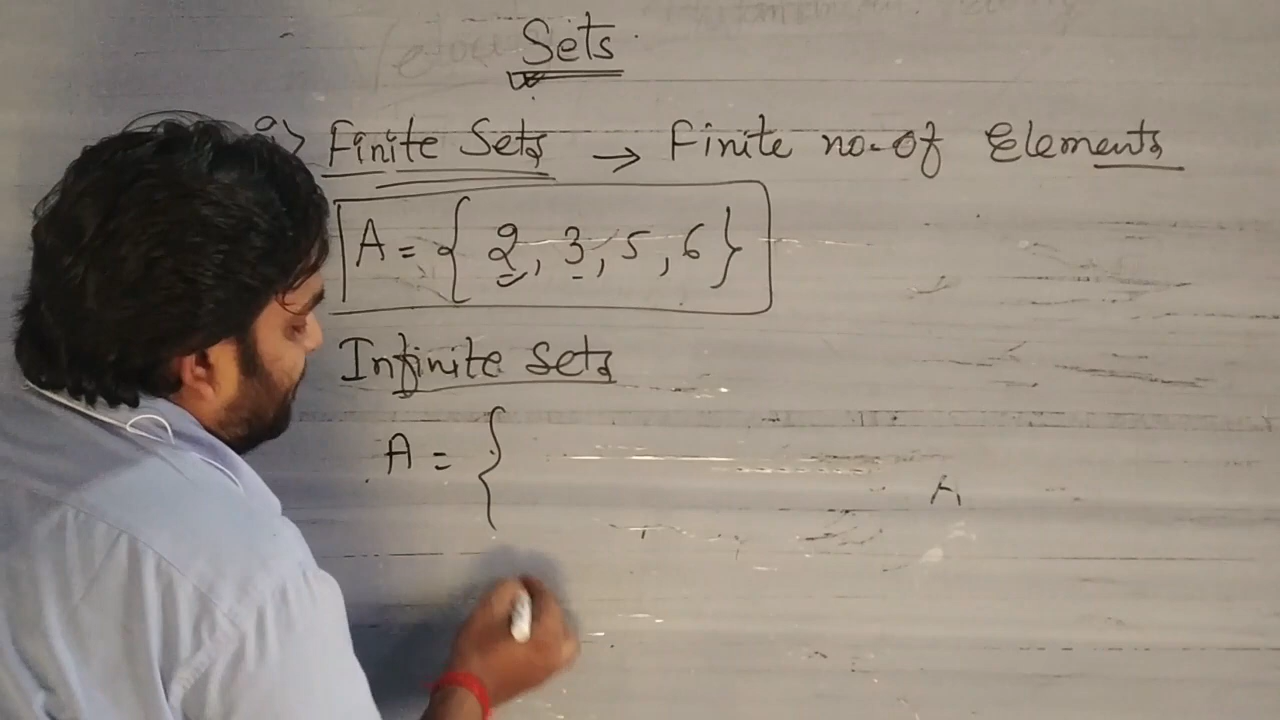 Sets
a> Finite Sets → Finite no. of Elements
A = { 2, 3, 5, 6 }
Infinite Sets
A = {